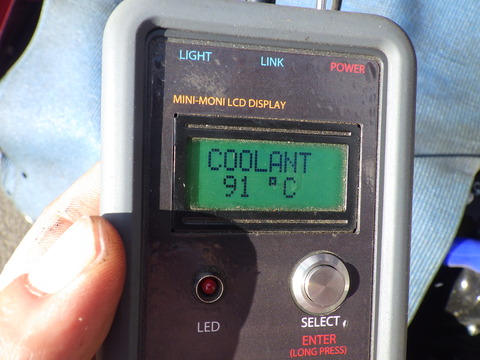 LIGHT LINK POWER
MINI-MONI LCD DISPLAY
COOLANT
91 °C
LED
SELECT
ENTER
(LONG PRESS)